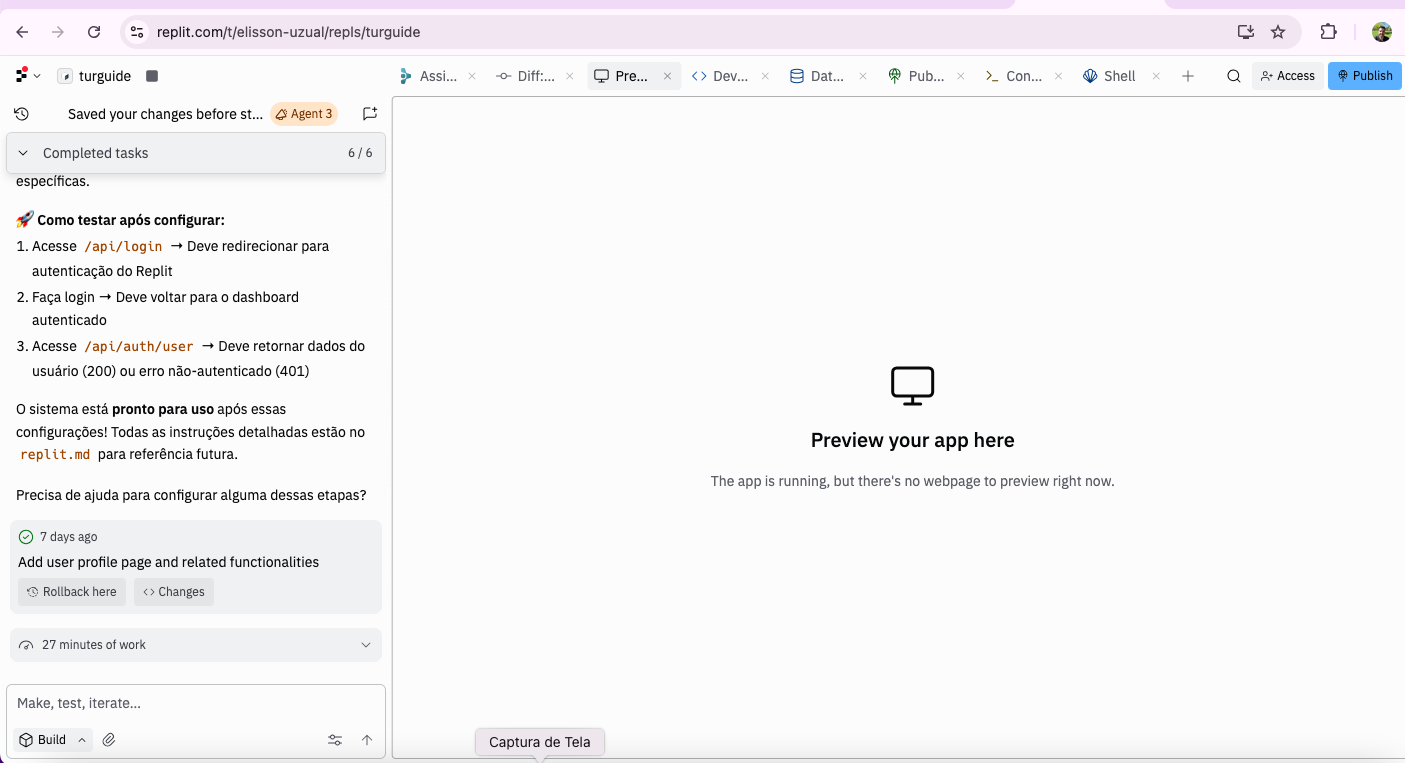 replit.com/t/elisson-uzual/repls/turguide
turguide
Assi...
Diff:...
Pre...
Dev...
Dat...
Pub...
Con...
Shell
Access
Publish
Saved your changes before st...
Agent 3
Completed tasks
6 / 6
específicas.
🚀 Como testar após configurar:
1. Acesse /api/login → Deve redirecionar para
autenticação do Replit
2. Faça login → Deve voltar para o dashboard
autenticado
3. Acesse /api/auth/user → Deve retornar dados do
usuário (200) ou erro não-autenticado (401)
O sistema está pronto para uso após essas
configurações! Todas as instruções detalhadas estão no
replit.md para referência futura.
Precisa de ajuda para configurar alguma dessas etapas?
7 days ago
Add user profile page and related functionalities
Rollback here
Changes
27 minutes of work
Make, test, iterate...
Build
Preview your app here
The app is running, but there's no webpage to preview right now.
Captura de Tela